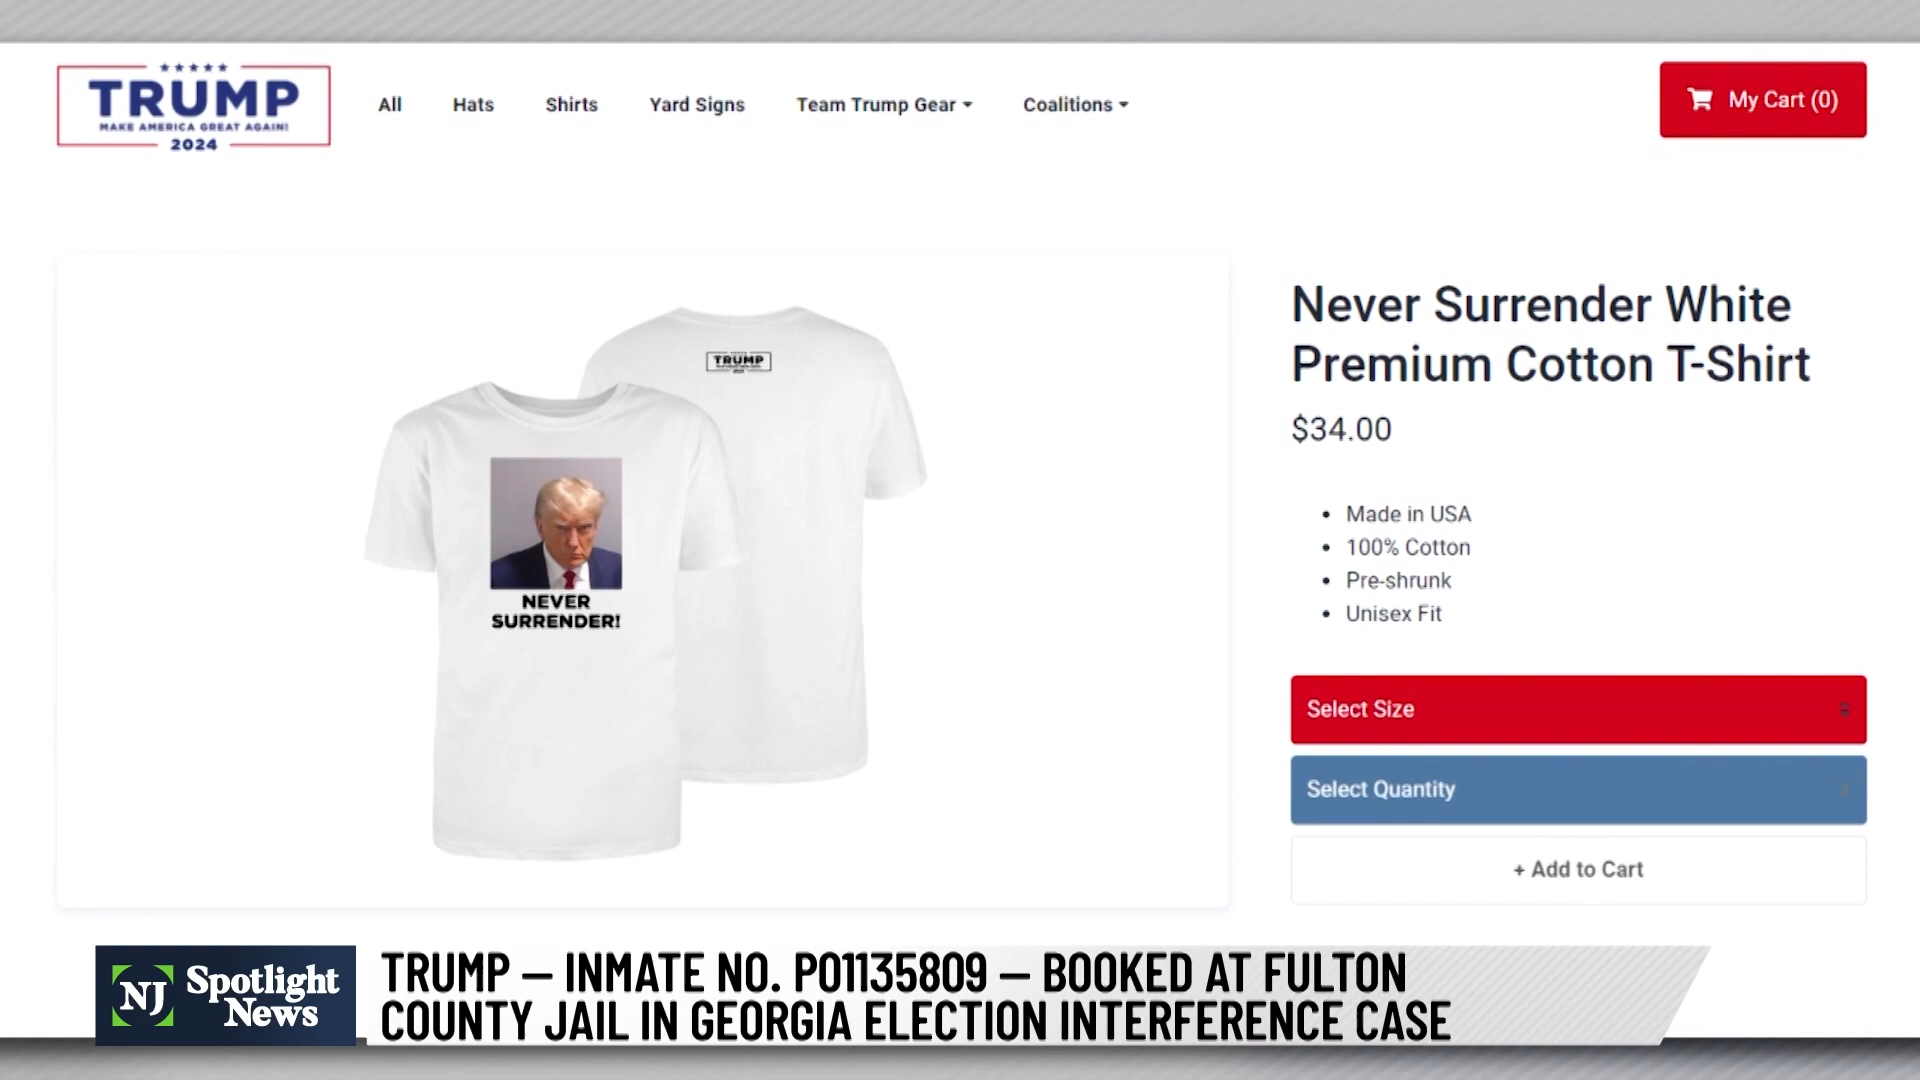 TRUMP
MAKE AMERICA GREAT AGAIN!
2024
All
Hats
Shirts
Yard Signs
Team Trump Gear
Coalitions
My Cart (0)
TRUMP
NEVER
SURRENDER!
Never Surrender White
Premium Cotton T-Shirt
$34.00
• Made in USA
• 100% Cotton
• Pre-shrunk
• Unisex Fit
Select Size
Select Quantity
+ Add to Cart
NJ Spotlight
News
TRUMP – INMATE NO. P01135809 – BOOKED AT FULTON
COUNTY JAIL IN GEORGIA ELECTION INTERFERENCE CASE